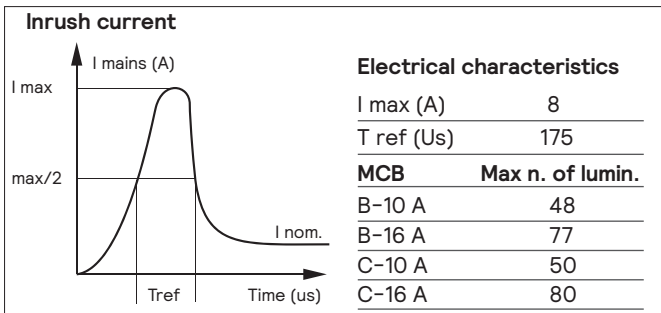 Inrush current
I mains (A)
I max
max/2
I nom.
Tref
Time (us)
Electrical characteristics
I max (A) 8
T ref (Us) 175
MCB Max n. of lumin.
B-10 A 48
B-16 A 77
C-10 A 50
C-16 A 80